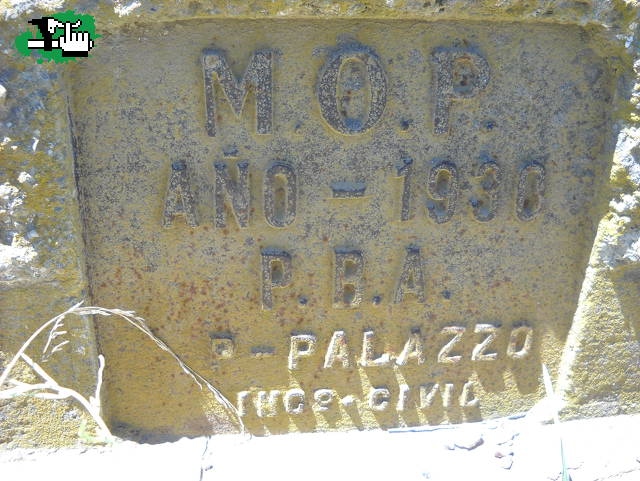 M.O.P.
AÑO - 1930
P.B.A.
P - PALAZZO
INGO - CIVIL